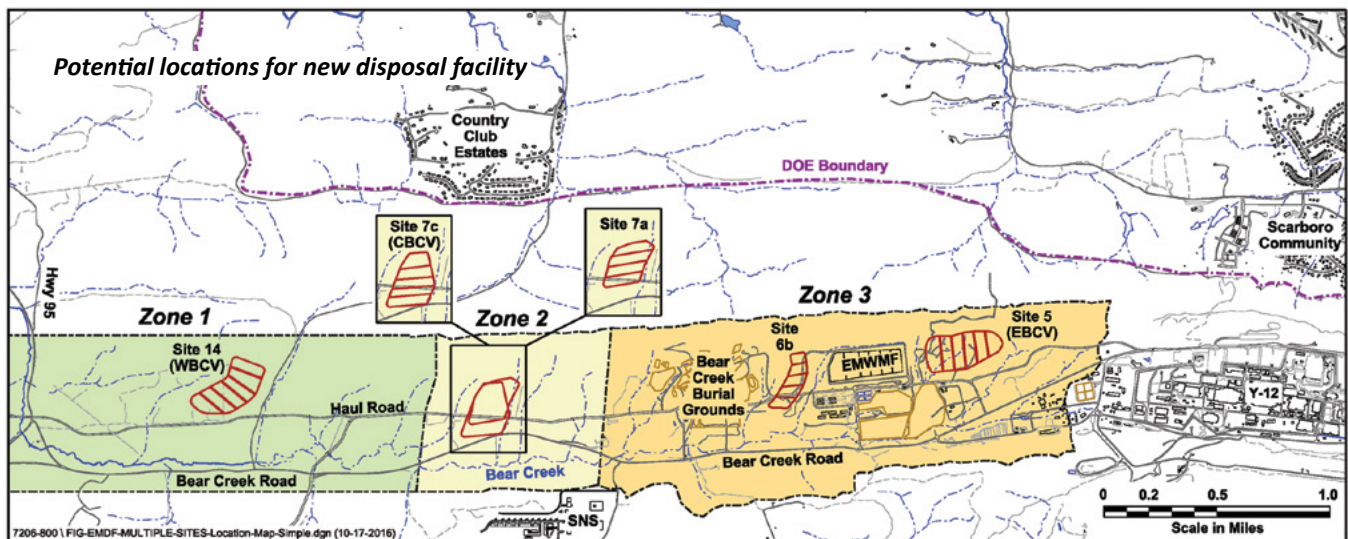 Potential locations for new disposal facility
Country
Club
Estates
DOE Boundary
Scarboro
Community
Hwy 95
Site 7c
(CBCV)
Site 7a
Zone 1
Zone 2
Zone 3
Site 14
(WBCV)
Site
6b
Site 5
(EBCV)
EMWMF
Bear
Creek
Burial
Grounds
Haul Road
Y-12
Bear Creek
Bear Creek Road
Bear Creek Road
SNS
0 0.2 0.5 1.0
Scale in Miles
7206-800 \ FIG-EMDF-MULTIPLE-SITES-Location-Map-Simple.dgn (10-17-2016)